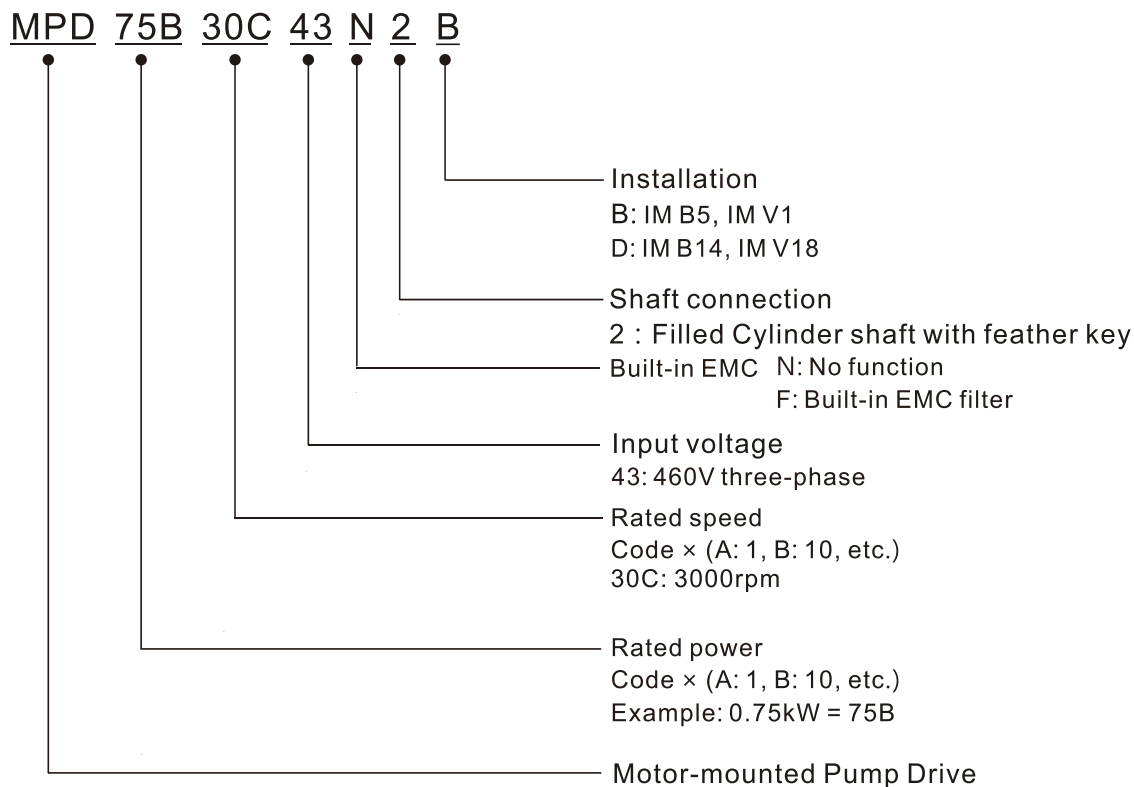 MPD 75B 30C 43 N 2 B
Installation
B: IM B5, IM V1
D: IM B14, IM V18
Shaft connection
2 : Filled Cylinder shaft with feather key
Built-in EMC N: No function
F: Built-in EMC filter
Input voltage
43: 460V three-phase
Rated speed
Code × (A: 1, B: 10, etc.)
30C: 3000rpm
Rated power
Code × (A: 1, B: 10, etc.)
Example: 0.75kW = 75B
Motor-mounted Pump Drive